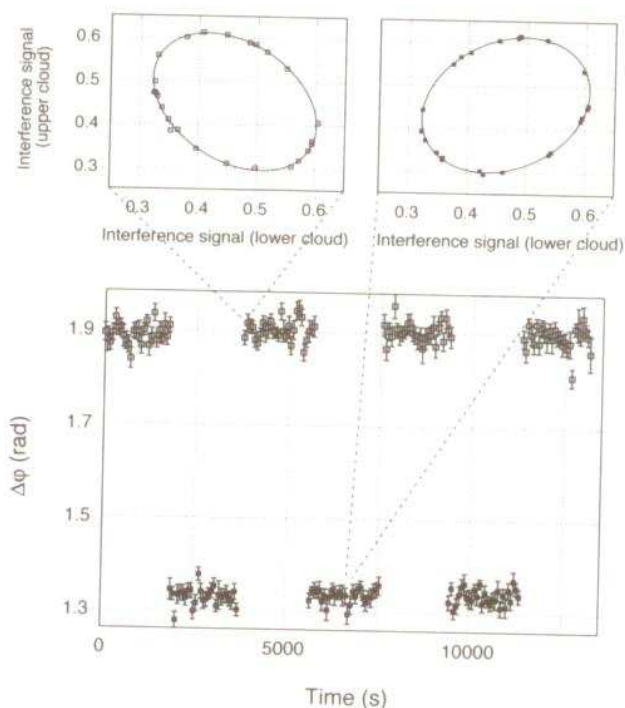 Interference signal
(upper cloud)
0.6
0.5
0.4
0.3
0.3 0.4 0.5 0.6
Interference signal (lower cloud)
0.3 0.4 0.5 0.6
Interference signal (lower cloud)
Δφ (rad)
1.9
1.7
1.5
1.3
0 5000 10000
Time (s)